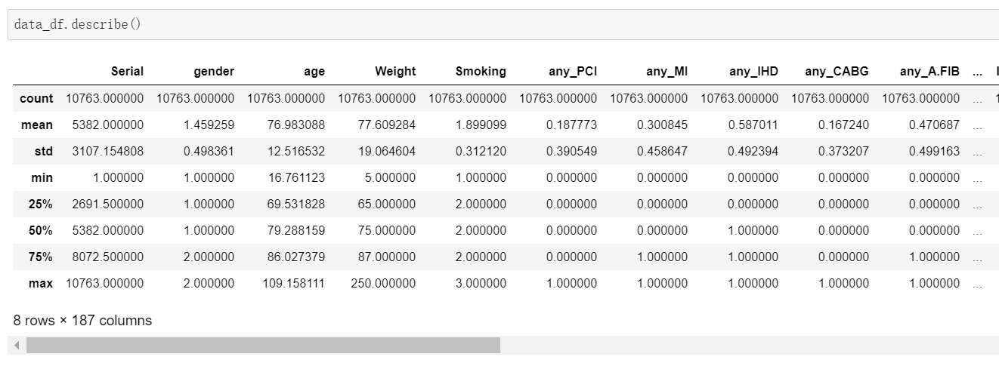 data_df.describe()
Serial gender age Weight Smoking any_PCI any_MI any_IHD any_CABG any_A.FIB ...
count 10763.000000 10763.000000 10763.000000 10763.000000 10763.000000 10763.000000 10763.000000 10763.000000 10763.000000 10763.000000 ... 1
mean 5382.000000 1.459259 76.983088 77.609284 1.899099 0.187773 0.300845 0.587011 0.167240 0.470687 ...
std 3107.154808 0.498361 12.516532 19.064604 0.312120 0.390549 0.458647 0.492394 0.373207 0.499163 ...
min 1.000000 1.000000 16.761123 5.000000 1.000000 0.000000 0.000000 0.000000 0.000000 0.000000 ...
25% 2691.500000 1.000000 69.531828 65.000000 2.000000 0.000000 0.000000 0.000000 0.000000 0.000000 ...
50% 5382.000000 1.000000 79.288159 75.000000 2.000000 0.000000 0.000000 1.000000 0.000000 0.000000 ...
75% 8072.500000 2.000000 86.027379 87.000000 2.000000 0.000000 1.000000 1.000000 0.000000 1.000000 ...
max 10763.000000 2.000000 109.158111 250.000000 3.000000 1.000000 1.000000 1.000000 1.000000 1.000000 ...
8 rows × 187 columns